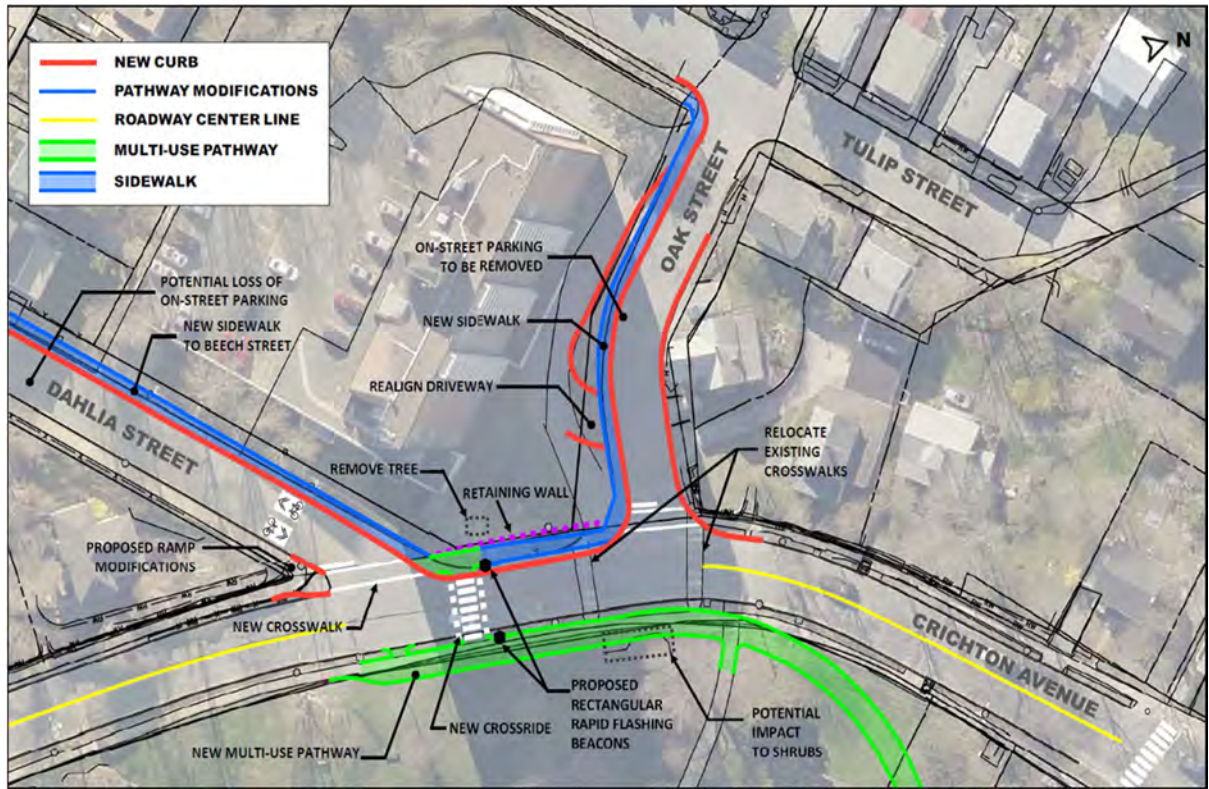 NEW CURB
PATHWAY MODIFICATIONS
ROADWAY CENTER LINE
MULTI-USE PATHWAY
SIDEWALK
N
TULIP STREET
OAK STREET
ON-STREET PARKING
TO BE REMOVED
POTENTIAL LOSS OF
ON-STREET PARKING
NEW SIDEWALK
TO BEECH STREET
NEW SIDEWALK
REALIGN DRIVEWAY
DAHLIA STREET
RELOCATE
EXISTING
CROSSWALKS
REMOVE TREE
RETAINING WALL
PROPOSED RAMP
MODIFICATIONS
NEW CROSSWALK
CRICHTON AVENUE
NEW MULTI-USE PATHWAY
NEW CROSSRIDE
PROPOSED
RECTANGULAR
RAPID FLASHING
BEACONS
POTENTIAL
IMPACT
TO SHRUBS